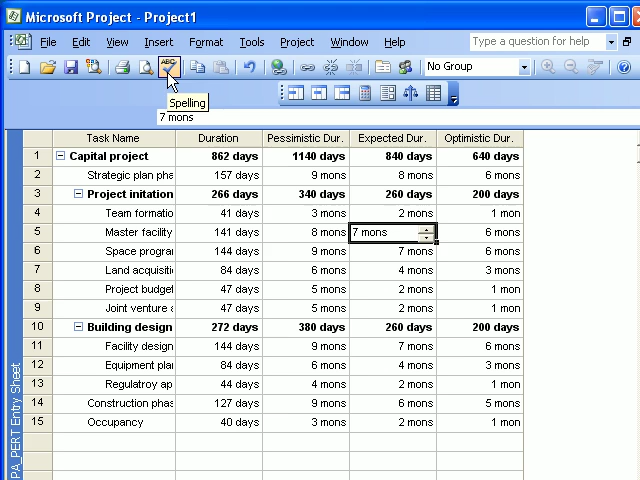 Microsoft Project - Project1
File Edit View Insert Format Tools Project Window Help Type a question for help
ABC No Group
Spelling
7 mons
Task Name Duration Pessimistic Dur. Expected Dur. Optimistic Dur.
1 Capital project 862 days 1140 days 840 days 640 days
2 Strategic plan pha 157 days 9 mons 8 mons 6 mons
3 Project initation 266 days 340 days 260 days 200 days
4 Team formatio 41 days 3 mons 2 mons 1 mon
5 Master facility 141 days 8 mons 7 mons 6 mons
6 Space progra 144 days 9 mons 7 mons 6 mons
7 Land acquisiti 84 days 6 mons 4 mons 3 mons
8 Project budget 47 days 5 mons 2 mons 1 mon
9 Joint venture a 47 days 5 mons 2 mons 1 mon
10 Building design 272 days 380 days 260 days 200 days
11 Facility design 144 days 9 mons 7 mons 6 mons
12 Equipment plan 84 days 6 mons 4 mons 3 mons
13 Regulatroy ap 44 days 4 mons 2 mons 1 mon
14 Construction phas 127 days 9 mons 6 mons 5 mons
15 Occupancy 40 days 3 mons 2 mons 1 mon
PA_PERT Entry Sheet